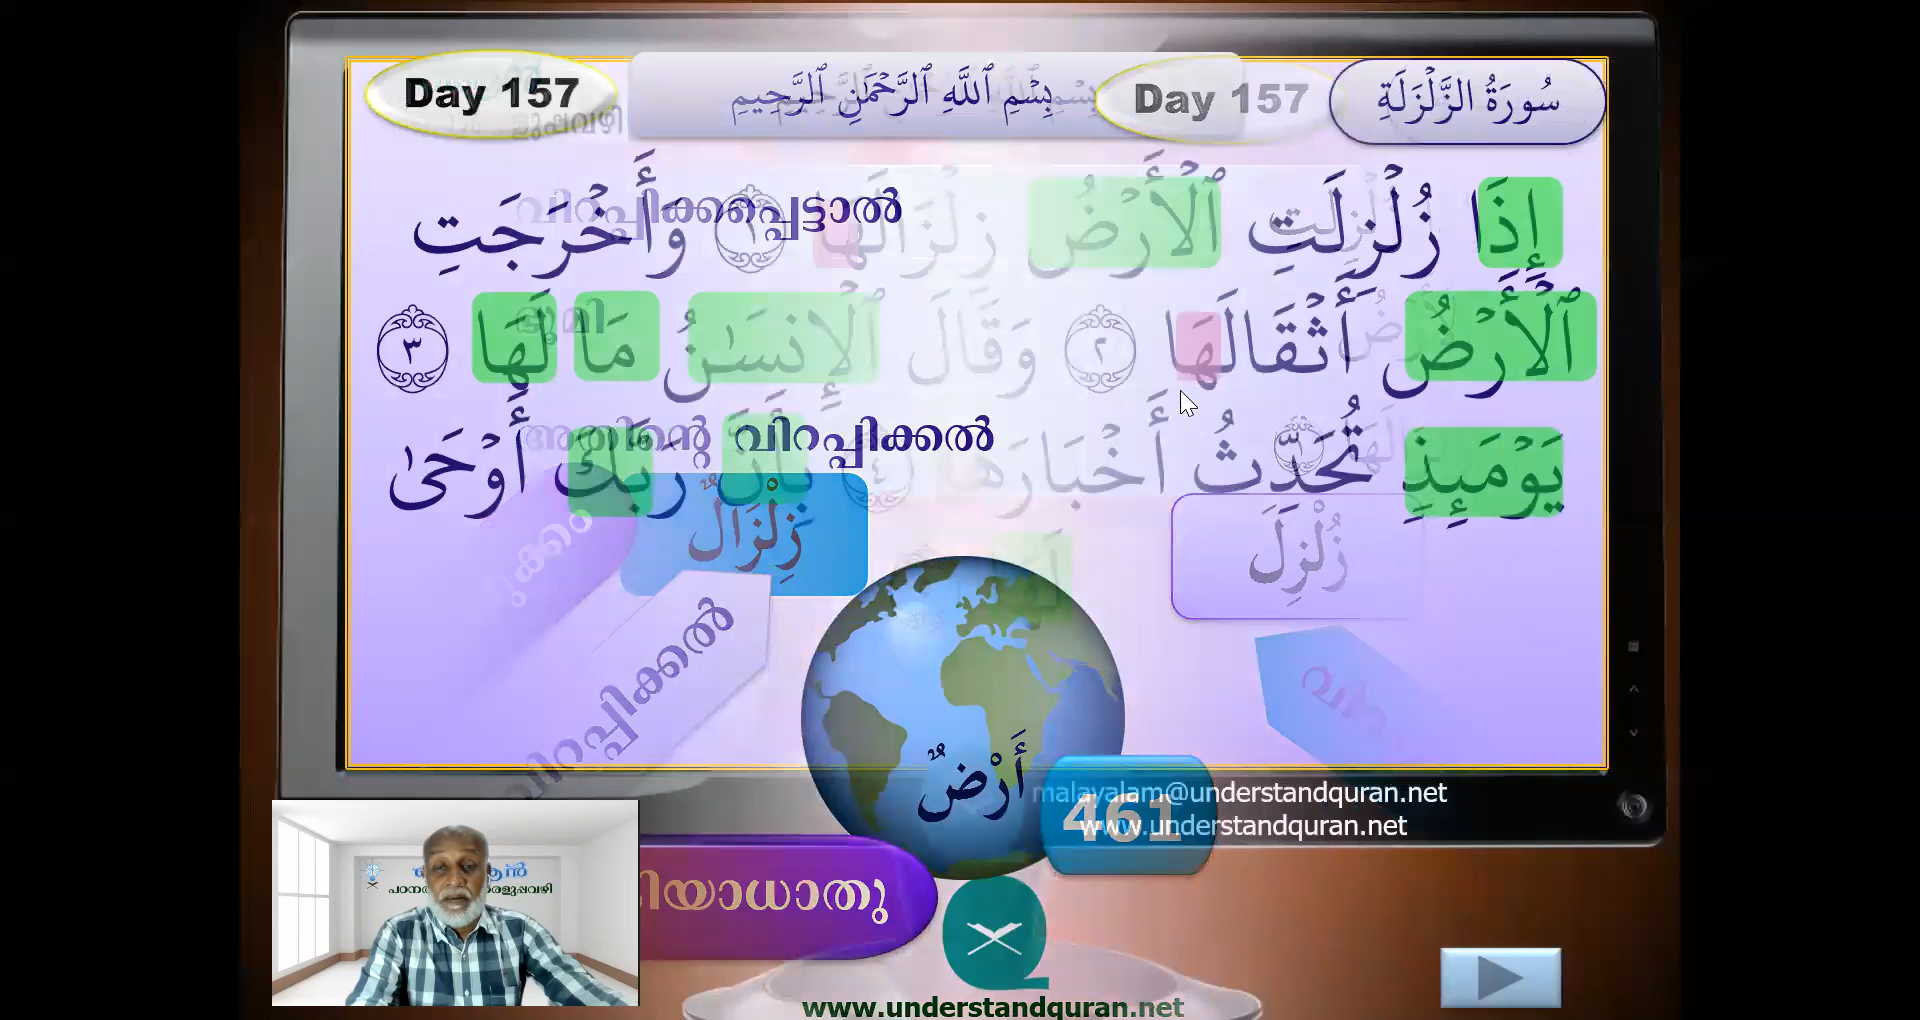 Day 157
بِسْمِ ٱللَّهِ ٱلرَّحْمَٰنِ ٱلرَّحِيمِ
Day 157
سُورَةُ الزَّلْزَلَةِ
إِذَا زُلْزِلَتِ ٱلْأَرْضُ زِلْزَالَهَا ١ وَأَخْرَجَتِ
വിറപ്പിക്കപ്പെട്ടാൽ
ٱلْأَرْضُ أَثْقَالَهَا ٢ وَقَالَ ٱلْإِنسَٰنُ مَا لَهَا ٣
ഭൂമി
يَوْمَئِذٍ تُحَدِّثُ أَخْبَارَهَا ٤ بِأَنَّ رَبَّكَ أَوْحَىٰ
അതിന്റെ വിറപ്പിക്കൽ
لَهَا
زِلْزَالٌ
زُلْزِلَ
വിറപ്പിക്കൽ
أَرْضٌ
461
malayalam@understandquran.net
www.understandquran.net
www.understandquran.net